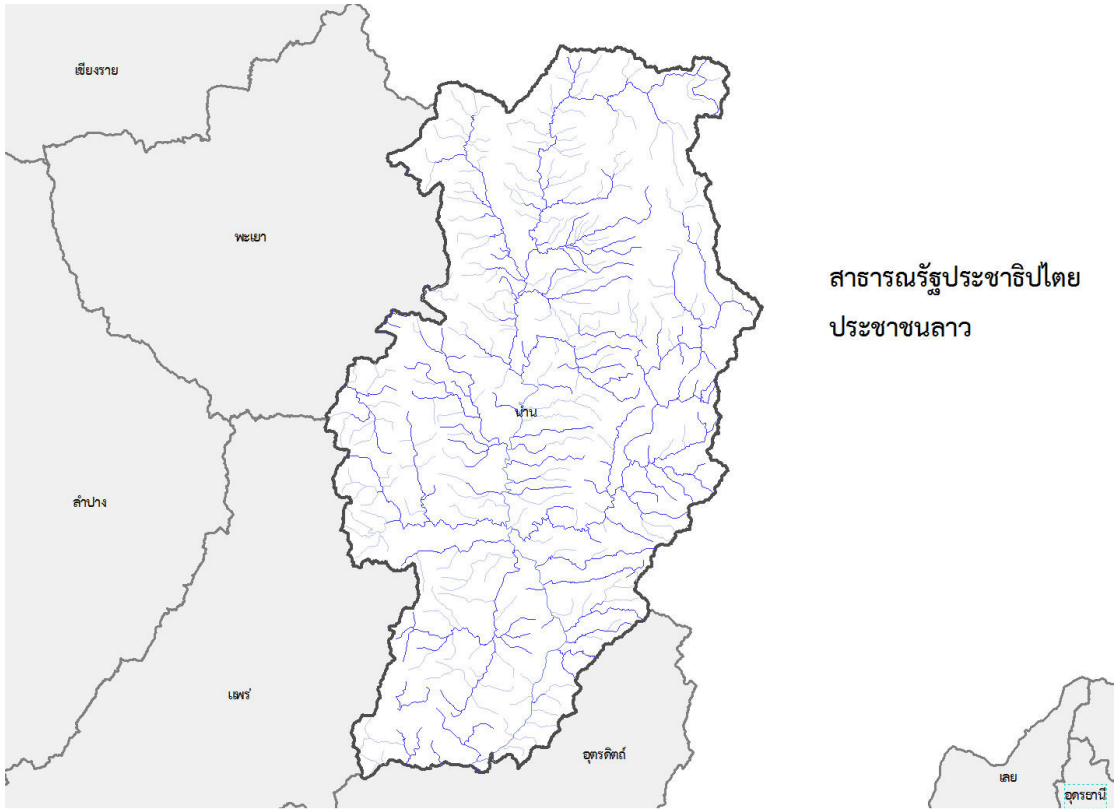 เชียงราย
พะเยา
สาธารณรัฐประชาธิปไตย
ประชาชนลาว
น่าน
ลำปาง
แพร่
อุตรดิตถ์
เลย
อุดรธานี